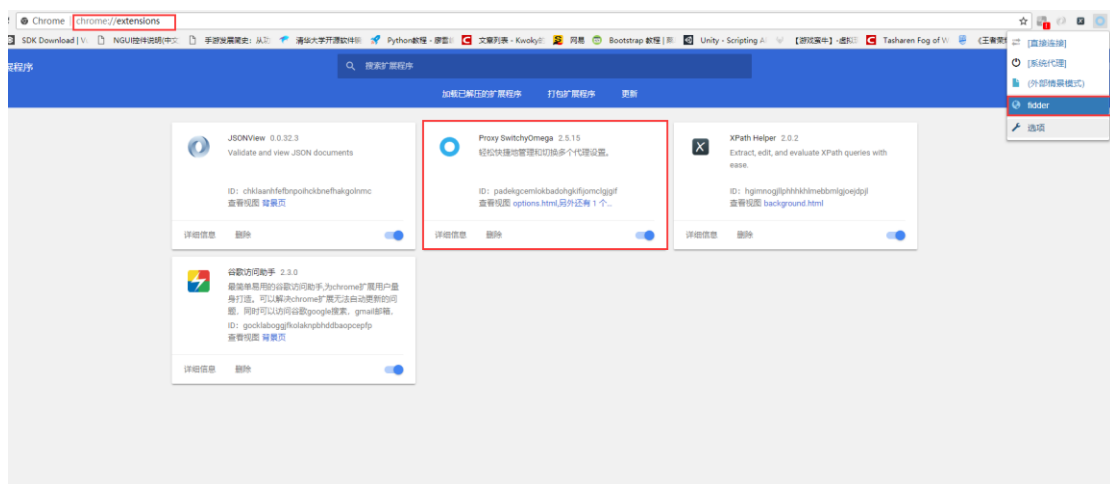 Chrome | chrome://extensions
SDK Download | V NGUI控件说明(中文 手游发展简史：从 清华大学开源软件 Python教程 - 廖雪 文章列表 - Kwoky 网易 Bootstrap 教程 | Unity - Scripting A 【游戏蛮牛】-虚拟 Tasharen Fog of W 《王者荣
展程序
搜索扩展程序
加载已解压的扩展程序 打包扩展程序 更新
[直接连接]
[系统代理]
(外部情景模式)
fidder
选项
JSONView 0.0.32.3
Validate and view JSON documents
ID: chklaanhfefbnpoihckbnefhakgolnmc
查看视图 背景页
详细信息 删除
Proxy SwitchyOmega 2.5.15
轻松快捷地管理和切换多个代理设置。
ID: padekgcemlokbadohgkifijomclgjgif
查看视图 options.html,另外还有 1 个...
详细信息 删除
XPath Helper 2.0.2
Extract, edit, and evaluate XPath queries with
ease.
ID: hgimnogjllphhhkhlmebbmlgjoejdpjl
查看视图 background.html
详细信息 删除
谷歌访问助手 2.3.0
最简单易用的谷歌访问助手,为chrome扩展用户量
身打造。可以解决chrome扩展无法自动更新的问
题，同时可以访问谷歌google搜索，gmail邮箱，
ID: gocklaboggjfkolaknpbhddbaopcepfp
查看视图 背景页
详细信息 删除